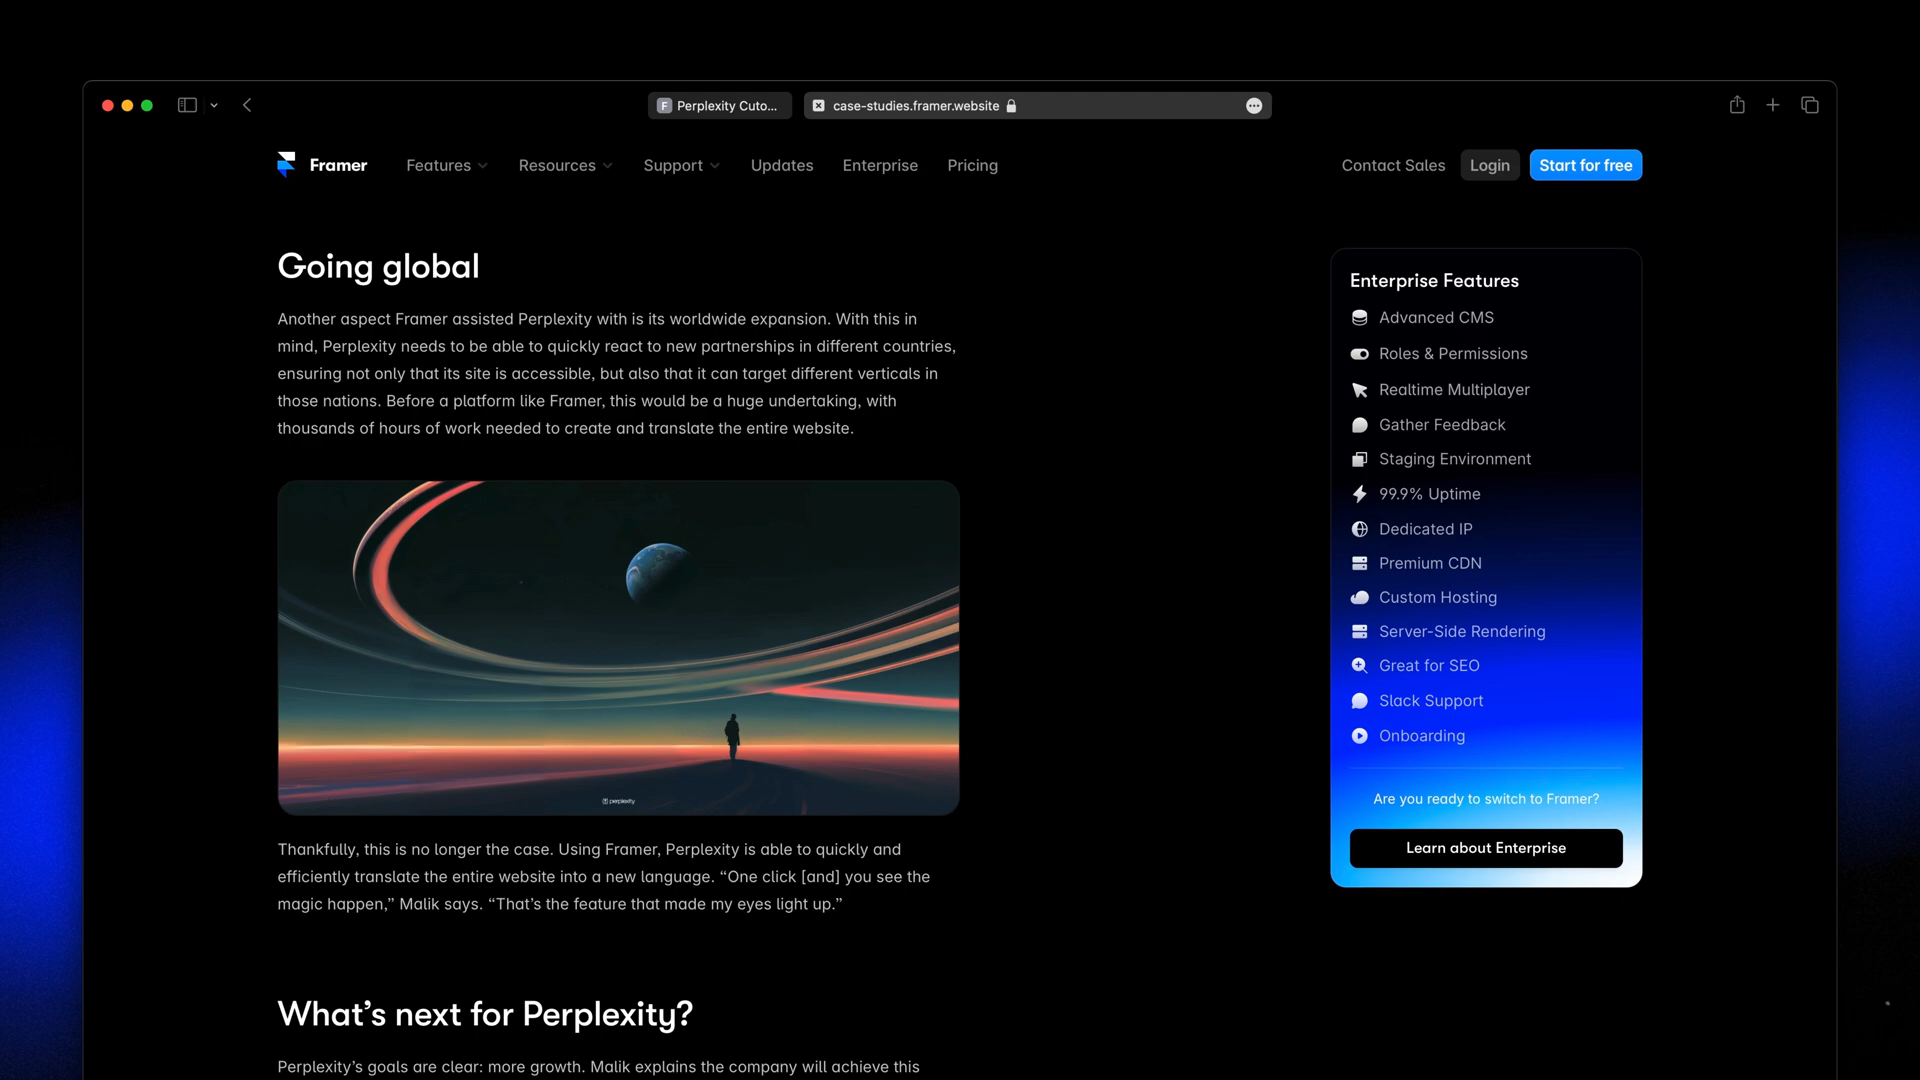 F Perplexity Cuto...
case-studies.framer.website
Framer
Features
Resources
Support
Updates
Enterprise
Pricing
Contact Sales
Login
Start for free
Going global
Another aspect Framer assisted Perplexity with is its worldwide expansion. With this in
mind, Perplexity needs to be able to quickly react to new partnerships in different countries,
ensuring not only that its site is accessible, but also that it can target different verticals in
those nations. Before a platform like Framer, this would be a huge undertaking, with
thousands of hours of work needed to create and translate the entire website.
perplexity
Thankfully, this is no longer the case. Using Framer, Perplexity is able to quickly and
efficiently translate the entire website into a new language. “One click [and] you see the
magic happen,” Malik says. “That’s the feature that made my eyes light up.”
What’s next for Perplexity?
Perplexity’s goals are clear: more growth. Malik explains the company will achieve this
Enterprise Features
Advanced CMS
Roles & Permissions
Realtime Multiplayer
Gather Feedback
Staging Environment
99.9% Uptime
Dedicated IP
Premium CDN
Custom Hosting
Server-Side Rendering
Great for SEO
Slack Support
Onboarding
Are you ready to switch to Framer?
Learn about Enterprise